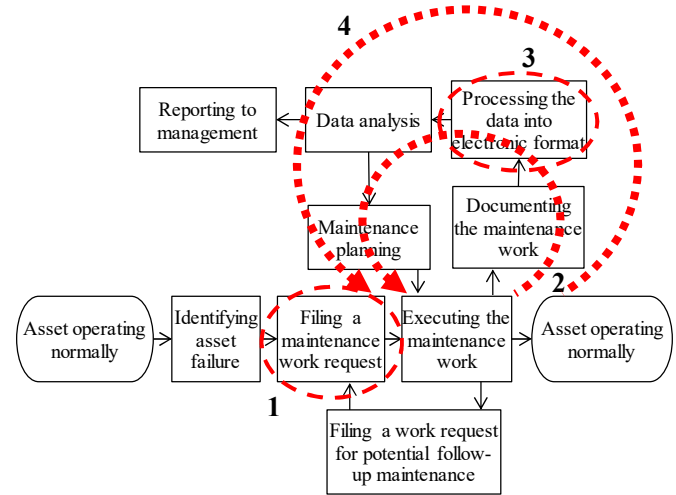 4
3
Reporting to
management
Data analysis
Processing the
data into
electronic format
Maintenance
planning
Documenting
the maintenance
work
2
Asset operating
normally
Identifying
asset
failure
Filing a
maintenance
work request
Executing the
maintenance
work
Asset operating
normally
1
Filing a work request
for potential follow-
up maintenance